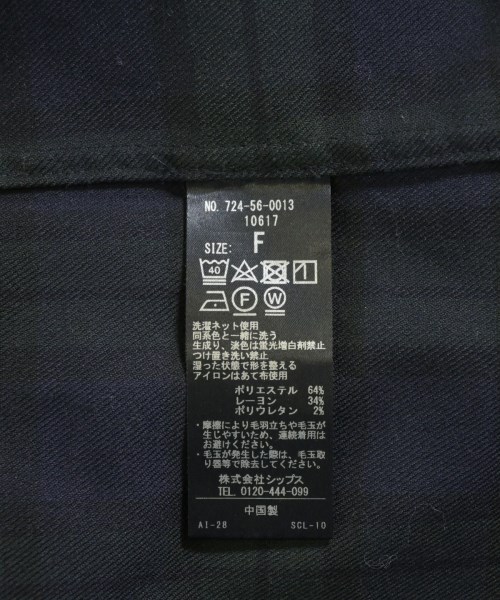 NO. 724-56-0013
10617
SIZE: F
40
F W
洗濯ネット使用
同系色と一緒に洗う
生成り、淡色は蛍光増白剤禁止
つけ置き洗い禁止
湿った状態で形を整える
アイロンはあて布使用
ポリエステル 64%
レーヨン 34%
ポリウレタン 2%
・摩擦により毛羽立ちや毛玉が
生じやすいため、連続着用は
お避けください。
・毛玉が発生した際は、毛玉取
り器等で除去してください。
株式会社シップス
TEL. 0120-444-099
中国製
AI-28 SCL-10